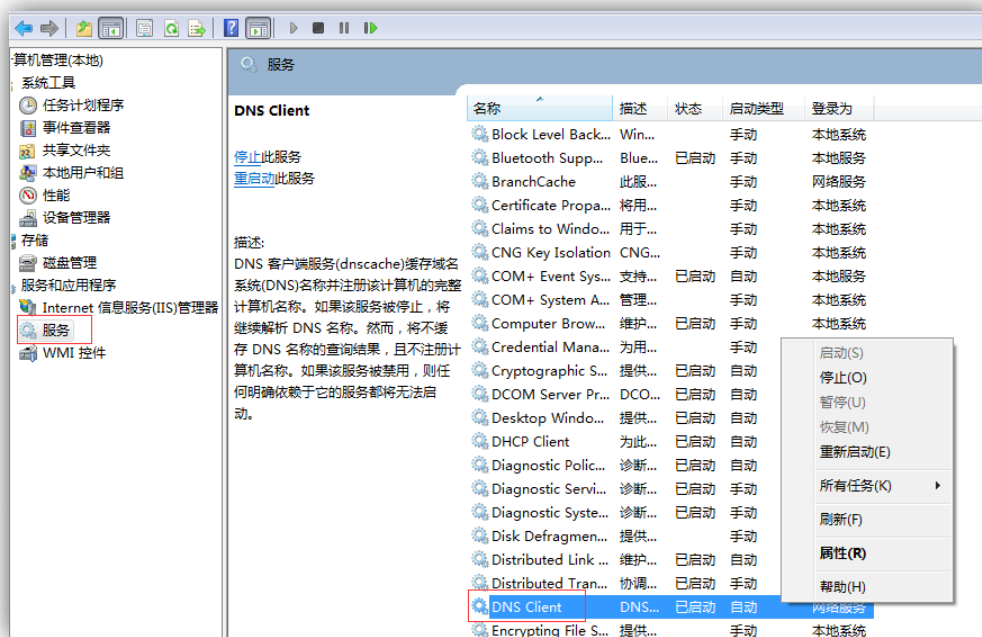 算机管理(本地)
系统工具
任务计划程序
事件查看器
共享文件夹
本地用户和组
性能
设备管理器
存储
磁盘管理
服务和应用程序
Internet 信息服务(IIS)管理器
服务
WMI 控件
服务
DNS Client
停止此服务
重启动此服务
描述:
DNS 客户端服务(dnscache)缓存域名
系统(DNS)名称并注册该计算机的完整
计算机名称。如果该服务被停止，将
继续解析 DNS 名称。然而，将不缓
存 DNS 名称的查询结果，且不注册计
算机名称。如果该服务被禁用，则任
何明确依赖于它的服务都将无法启
动。
名称 描述 状态 启动类型 登录为
Block Level Back... Win... 手动 本地系统
Bluetooth Supp... Blue... 已启动 手动 本地服务
BranchCache 此服... 手动 网络服务
Certificate Propa... 将用... 手动 本地系统
Claims to Windo... 用于... 手动 本地系统
CNG Key Isolation CNG... 手动 本地系统
COM+ Event Sys... 支持... 已启动 自动 本地服务
COM+ System A... 管理... 手动 本地系统
Computer Brow... 维护... 已启动 手动 本地系统
Credential Mana... 为用... 手动
Cryptographic S... 提供... 已启动 自动
DCOM Server Pr... DCO... 已启动 自动
Desktop Windo... 提供... 已启动 自动
DHCP Client 为此... 已启动 自动
Diagnostic Polic... 诊断... 已启动 自动
Diagnostic Servi... 诊断... 已启动 手动
Diagnostic Syste... 诊断... 已启动 手动
Disk Defragmen... 提供... 手动
Distributed Link ... 维护... 已启动 自动
Distributed Tran... 协调... 已启动 手动
DNS Client DNS... 已启动 自动 网络服务
Encrypting File S... 提供... 手动 本地系统
启动(S)
停止(O)
暂停(U)
恢复(M)
重新启动(E)
所有任务(K)
刷新(F)
属性(R)
帮助(H)